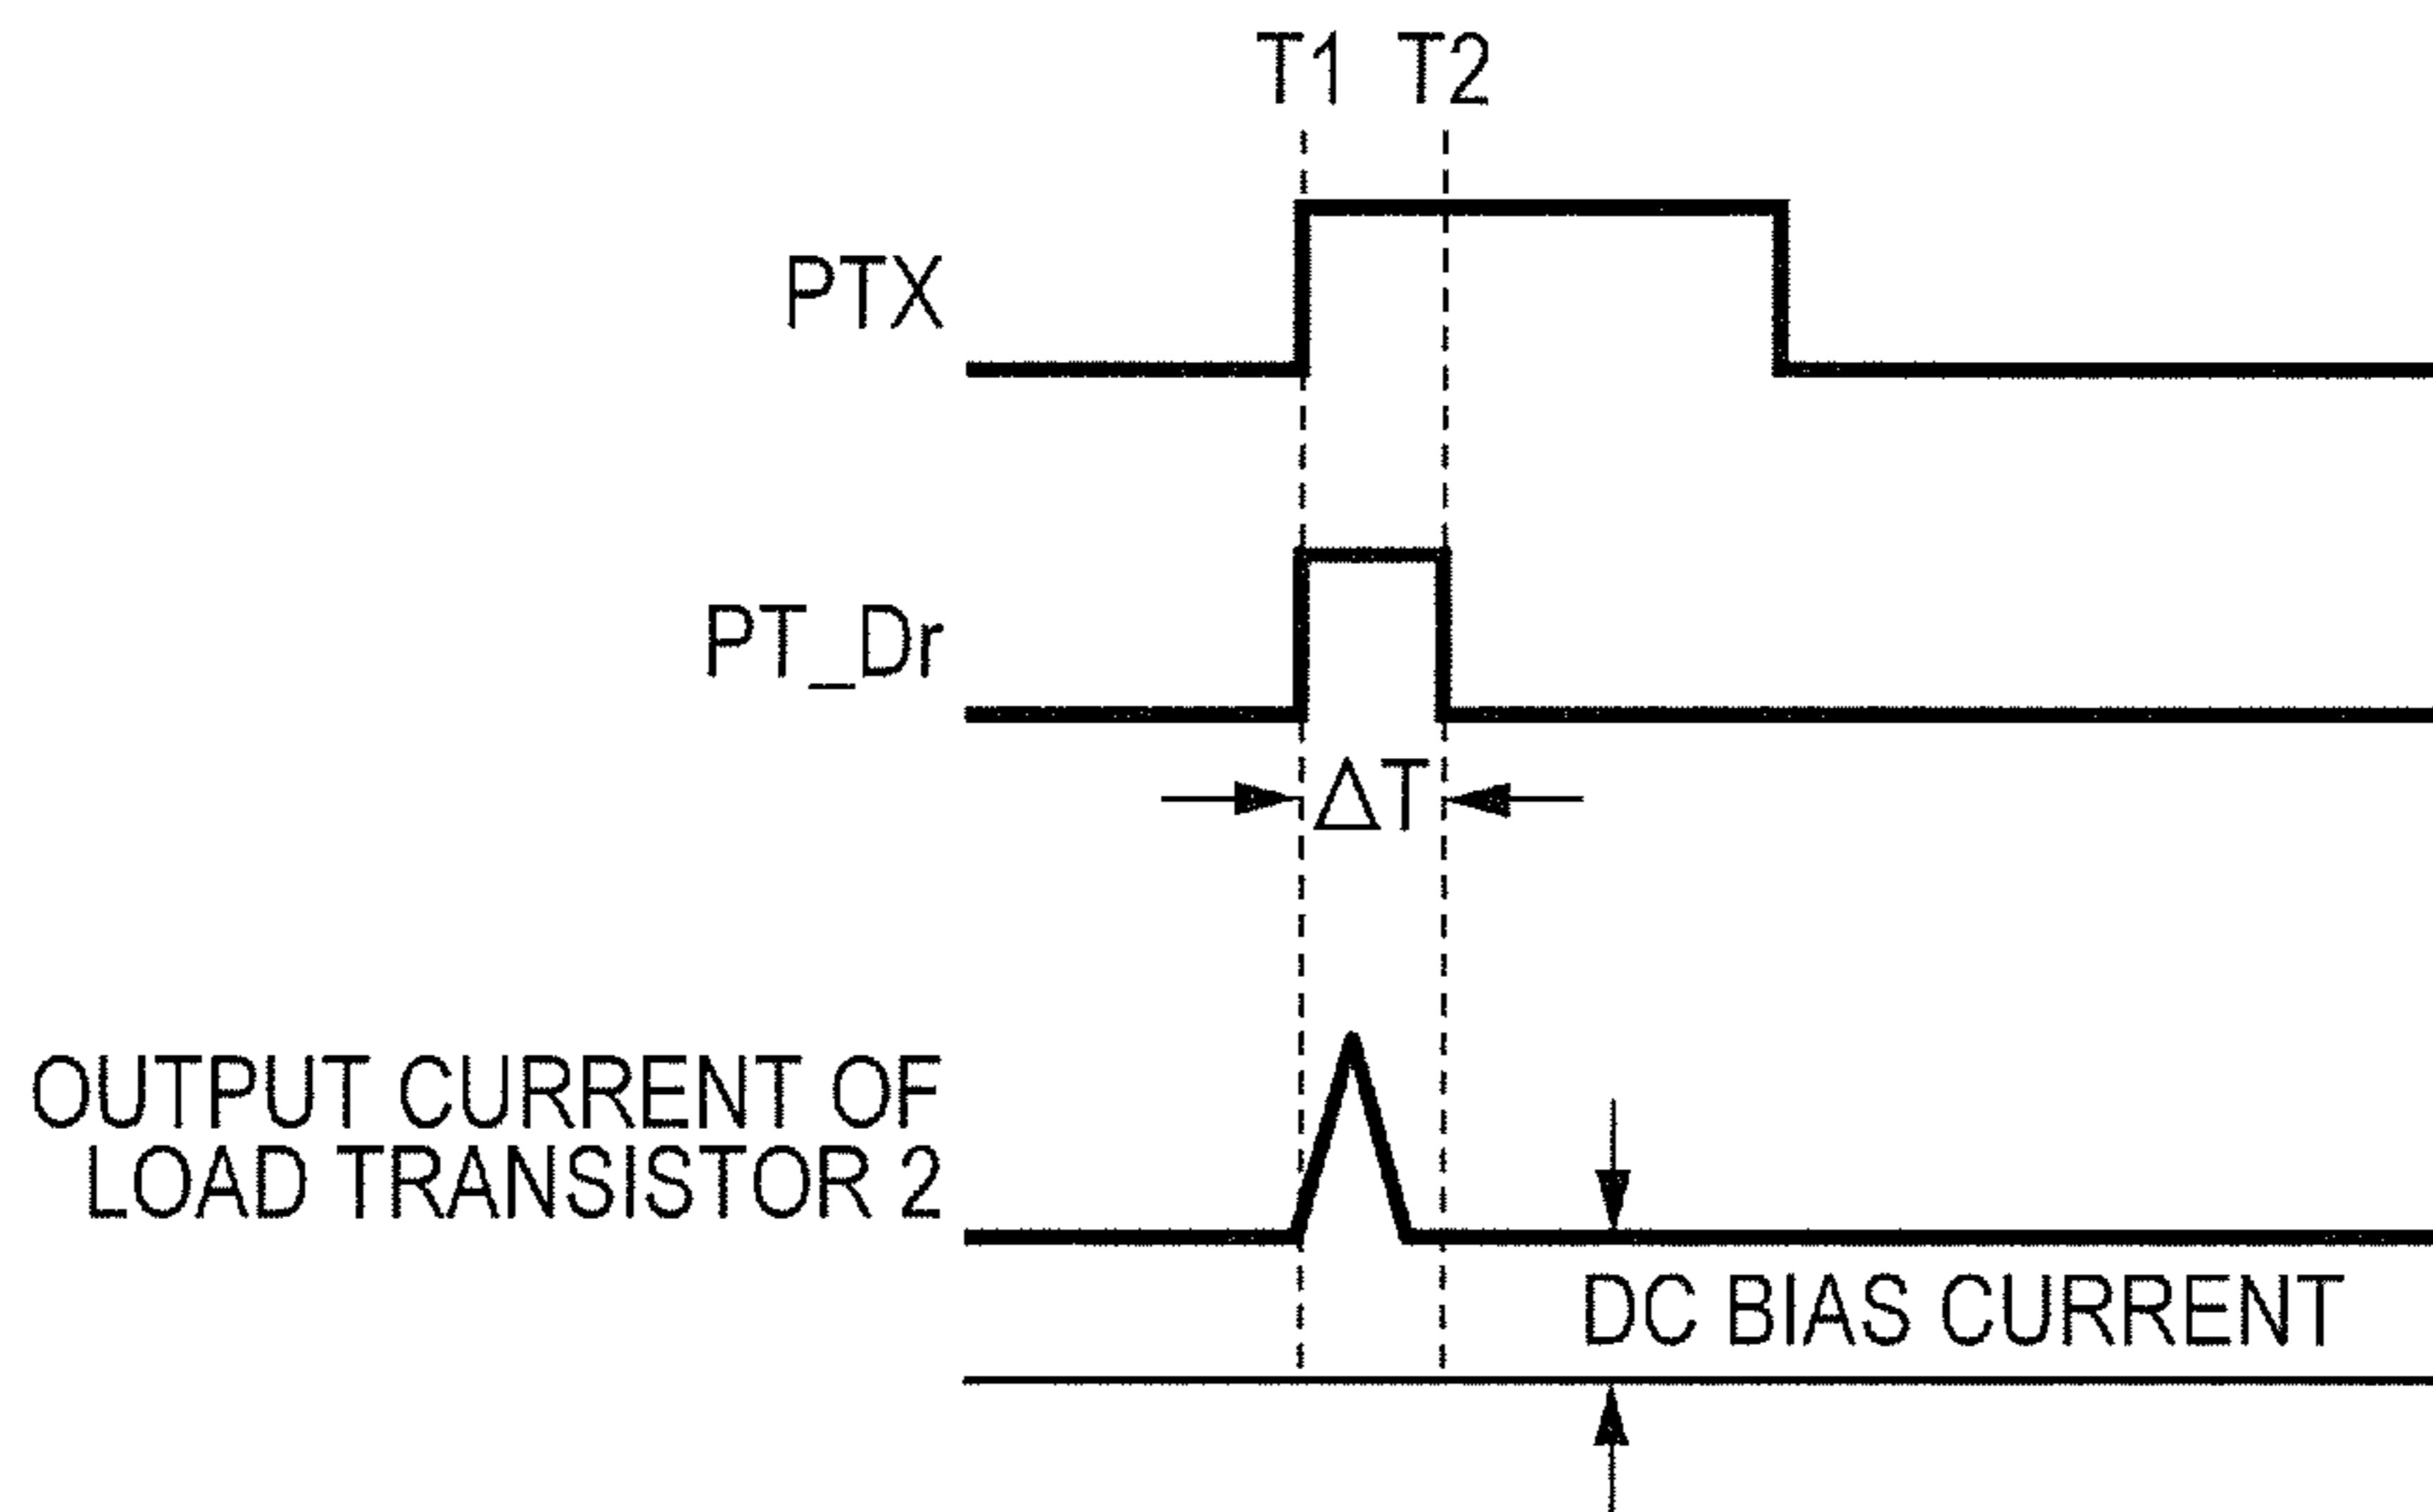 T1 T2
PTX
PT_Dr
ΔT
OUTPUT CURRENT OF
LOAD TRANSISTOR 2
DC BIAS CURRENT